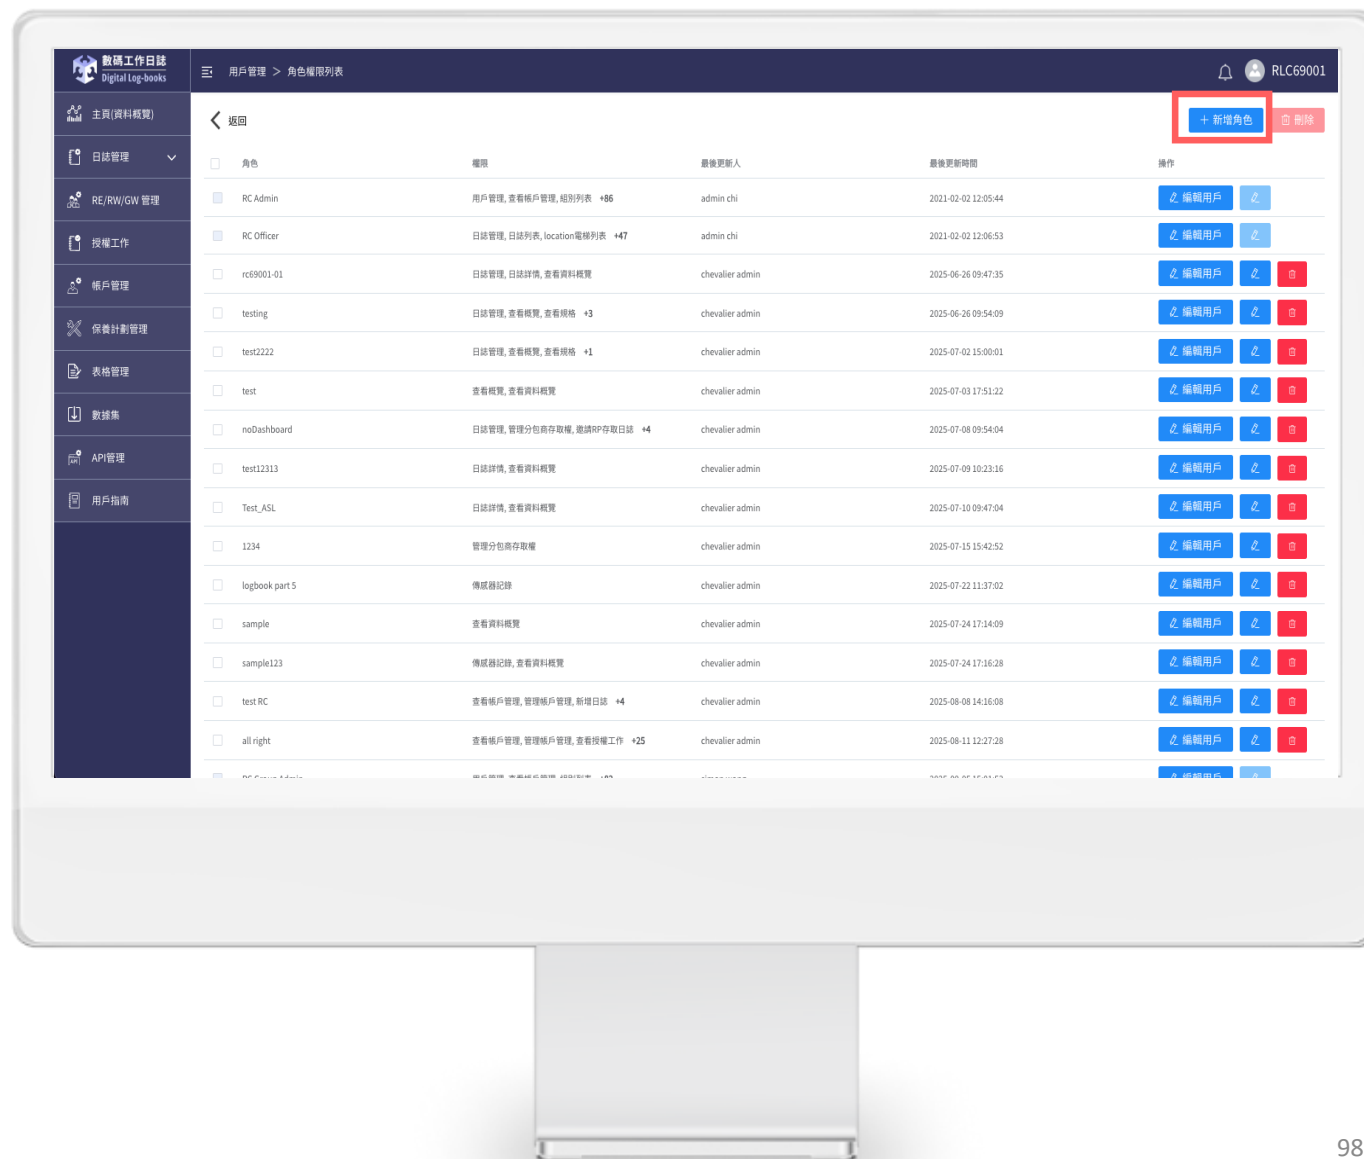 數碼工作日誌
Digital Log-books
用戶管理 > 角色權限列表
RLC69001
主頁(資料概覽)
日誌管理
RE/RW/GW 管理
授權工作
帳戶管理
保養計劃管理
表格管理
數據集
API管理
用戶指南
返回
+ 新增角色 刪除
角色 權限 最後更新人 最後更新時間 操作
RC Admin 用戶管理, 查看帳戶管理, 組別列表 +86 admin chi 2021-02-02 12:05:44 編輯用戶
RC Officer 日誌管理, 日誌列表, location電梯列表 +47 admin chi 2021-02-02 12:06:53 編輯用戶
rc69001-01 日誌管理, 日誌詳情, 查看資料概覽 chevalier admin 2025-06-26 09:47:35 編輯用戶
testing 日誌管理, 查看概覽, 查看規格 +3 chevalier admin 2025-06-26 09:54:09 編輯用戶
test2222 日誌管理, 查看概覽, 查看規格 +1 chevalier admin 2025-07-02 15:00:01 編輯用戶
test 查看概覽, 查看資料概覽 chevalier admin 2025-07-03 17:51:22 編輯用戶
noDashboard 日誌管理, 管理分包商存取權, 邀請RP存取日誌 +4 chevalier admin 2025-07-08 09:54:04 編輯用戶
test12313 日誌詳情, 查看資料概覽 chevalier admin 2025-07-09 10:23:16 編輯用戶
Test_ASL 日誌詳情, 查看資料概覽 chevalier admin 2025-07-10 09:47:04 編輯用戶
1234 管理分包商存取權 chevalier admin 2025-07-15 15:42:52 編輯用戶
logbook part 5 傳感器記錄 chevalier admin 2025-07-22 11:37:02 編輯用戶
sample 查看資料概覽 chevalier admin 2025-07-24 17:14:09 編輯用戶
sample123 傳感器記錄, 查看資料概覽 chevalier admin 2025-07-24 17:16:28 編輯用戶
test RC 查看帳戶管理, 管理帳戶管理, 新增日誌 +4 chevalier admin 2025-08-08 14:16:08 編輯用戶
all right 查看帳戶管理, 管理帳戶管理, 查看授權工作 +25 chevalier admin 2025-08-11 12:27:28 編輯用戶
98